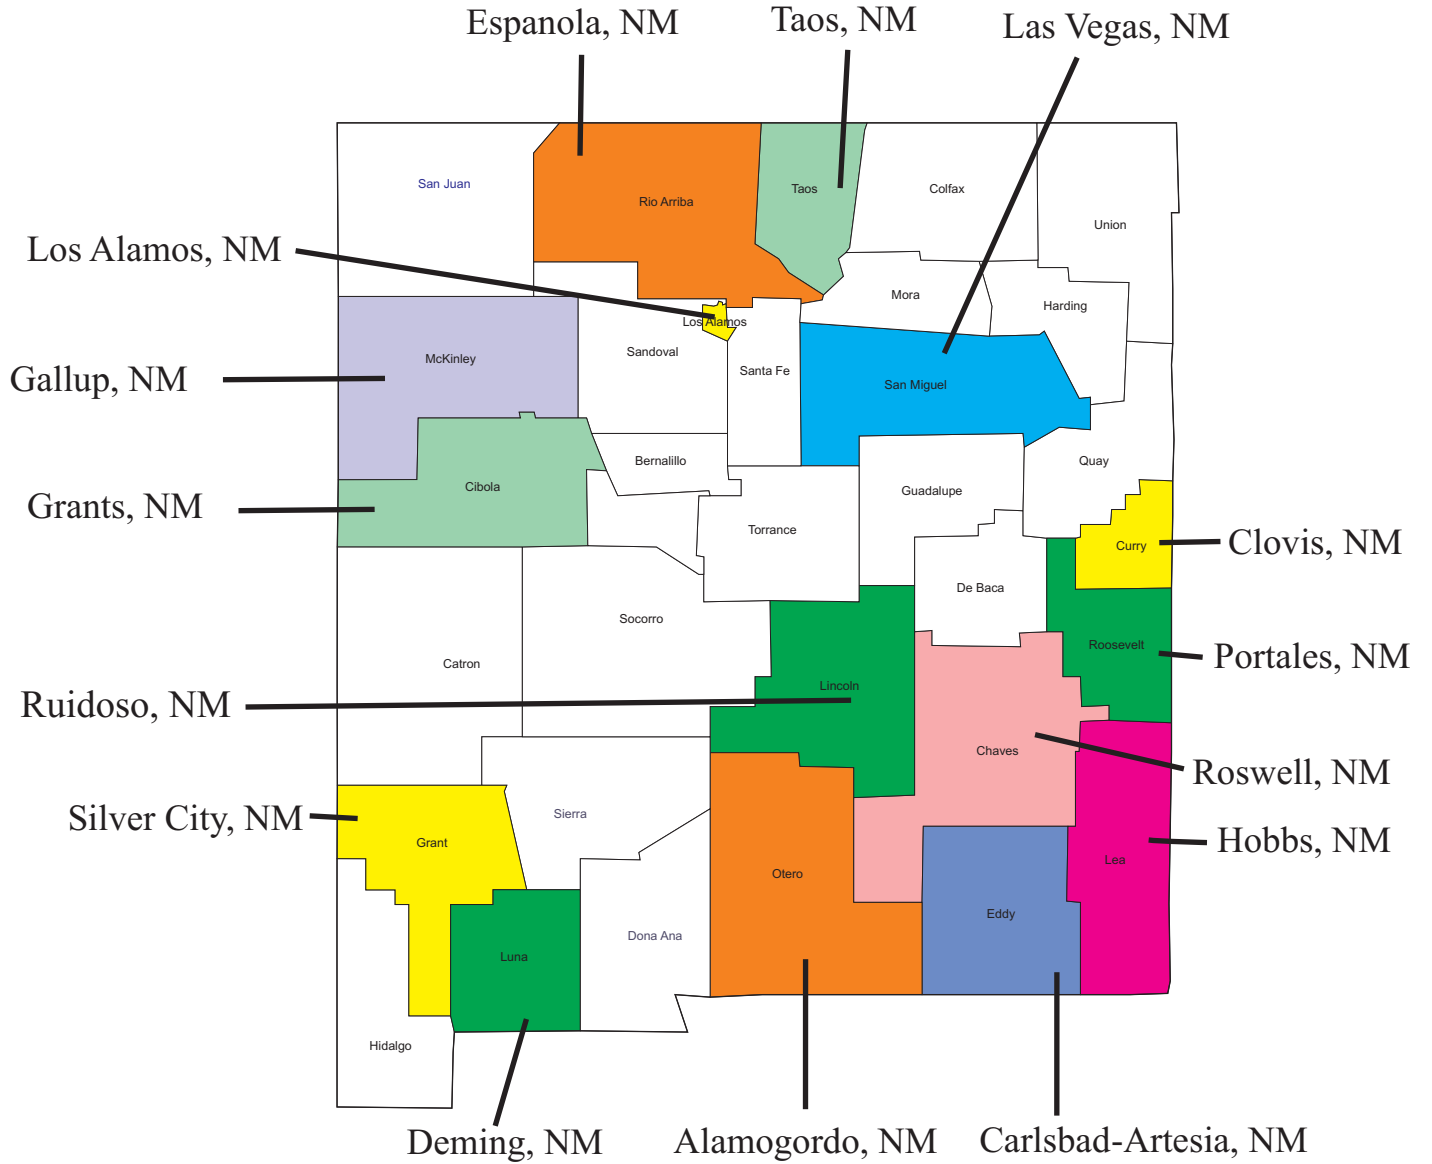 Espanola, NM
Taos, NM
Las Vegas, NM
San Juan
Rio Arriba
Taos
Colfax
Union
Los Alamos, NM
Mora
Harding
Los Alamos
McKinley
Sandoval
Santa Fe
San Miguel
Gallup, NM
Bernalillo
Quay
Cibola
Guadalupe
Grants, NM
Torrance
Curry
Clovis, NM
De Baca
Socorro
Roosevelt
Portales, NM
Catron
Lincoln
Ruidoso, NM
Chaves
Roswell, NM
Silver City, NM
Sierra
Grant
Hobbs, NM
Lea
Otero
Eddy
Dona Ana
Luna
Hidalgo
Deming, NM
Alamogordo, NM
Carlsbad-Artesia, NM